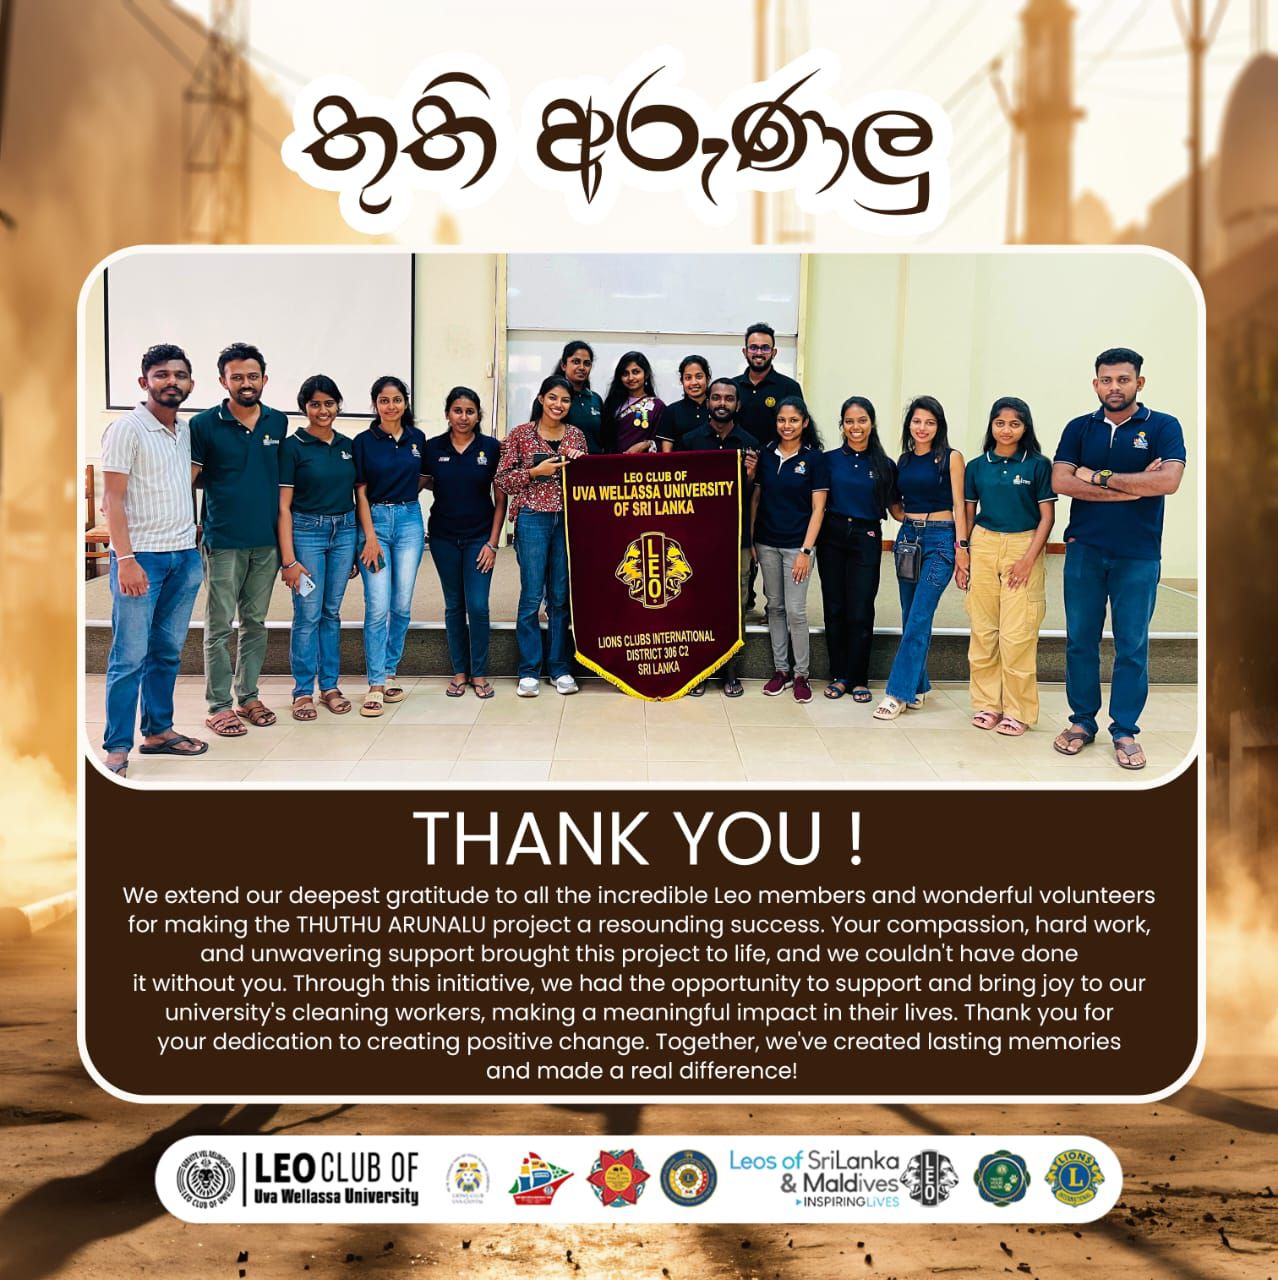 තුති අරුණලු
LEO CLUB OF
UVA WELLASSA UNIVERSITY
OF SRI LANKA
LEO
LIONS CLUBS INTERNATIONAL
DISTRICT 306 C2
SRI LANKA
THANK YOU !
We extend our deepest gratitude to all the incredible Leo members and wonderful volunteers
for making the THUTHU ARUNALU project a resounding success. Your compassion, hard work,
and unwavering support brought this project to life, and we couldn't have done
it without you. Through this initiative, we had the opportunity to support and bring joy to our
university's cleaning workers, making a meaningful impact in their lives. Thank you for
your dedication to creating positive change. Together, we've created lasting memories
and made a real difference!
LEO CLUB OF
Uva Wellassa University
Leos of SriLanka
& Maldives
INSPIRING LiVES
LEO
LIONS
L
INTERNATIONAL